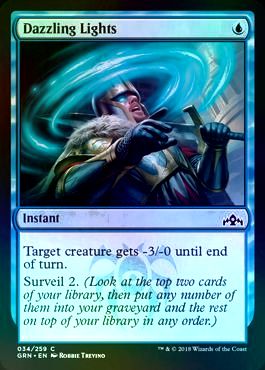 Dazzling Lights
Instant
Target creature gets -3/-0 until end
of turn.
Surveil 2. (Look at the top two cards
of your library, then put any number of
them into your graveyard and the rest
on top of your library in any order.)
034/259 C
GRN • EN Robbie Trevino
™ & © 2018 Wizards of the Coast